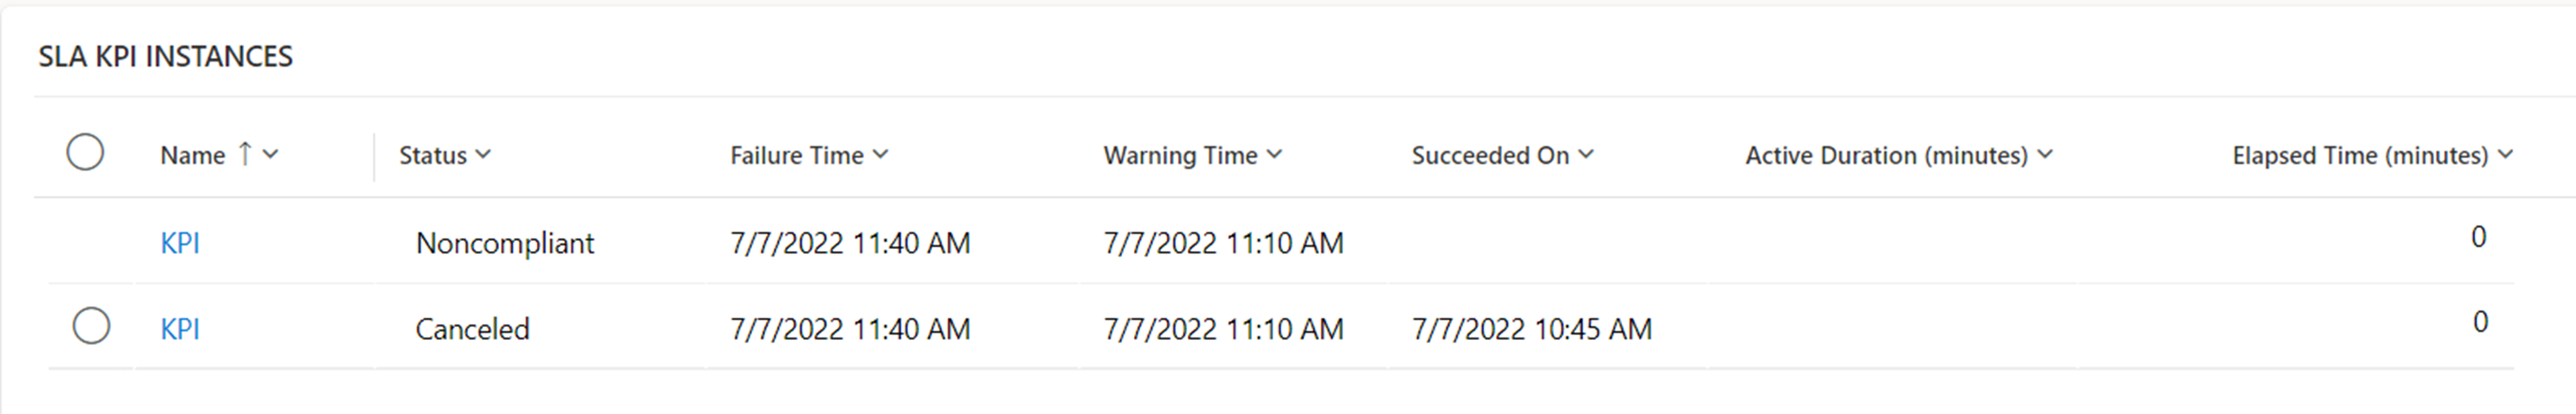 SLA KPI INSTANCES
Name ↑ Status Failure Time Warning Time Succeeded On Active Duration (minutes) Elapsed Time (minutes)
KPI Noncompliant 7/7/2022 11:40 AM 7/7/2022 11:10 AM 0
KPI Canceled 7/7/2022 11:40 AM 7/7/2022 11:10 AM 7/7/2022 10:45 AM 0